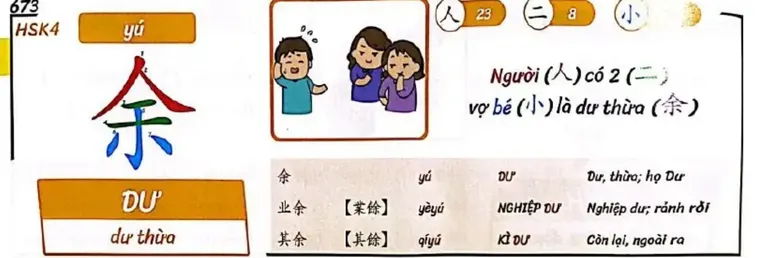 673
HSK4
yú
余
DƯ
dư thừa
人 23 二 8 小
Người (人) có 2 (二)
vợ bé (小) là dư thừa (余)
余 yú DƯ Dư, thừa; họ Dư
业余 【業餘】 yèyú NGHIỆP DƯ Nghiệp dư; rảnh rỗi
其余 【其餘】 qíyú KÌ DƯ Còn lại, ngoài ra